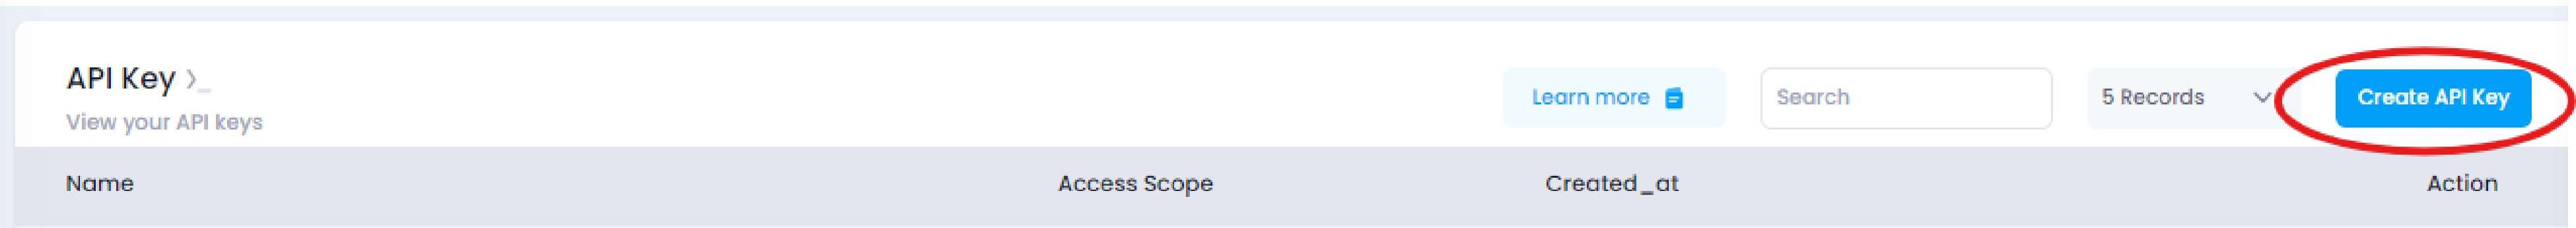 API Key >_
View your API keys
Learn more
Search
5 Records
Create API Key
Name Access Scope Created_at Action